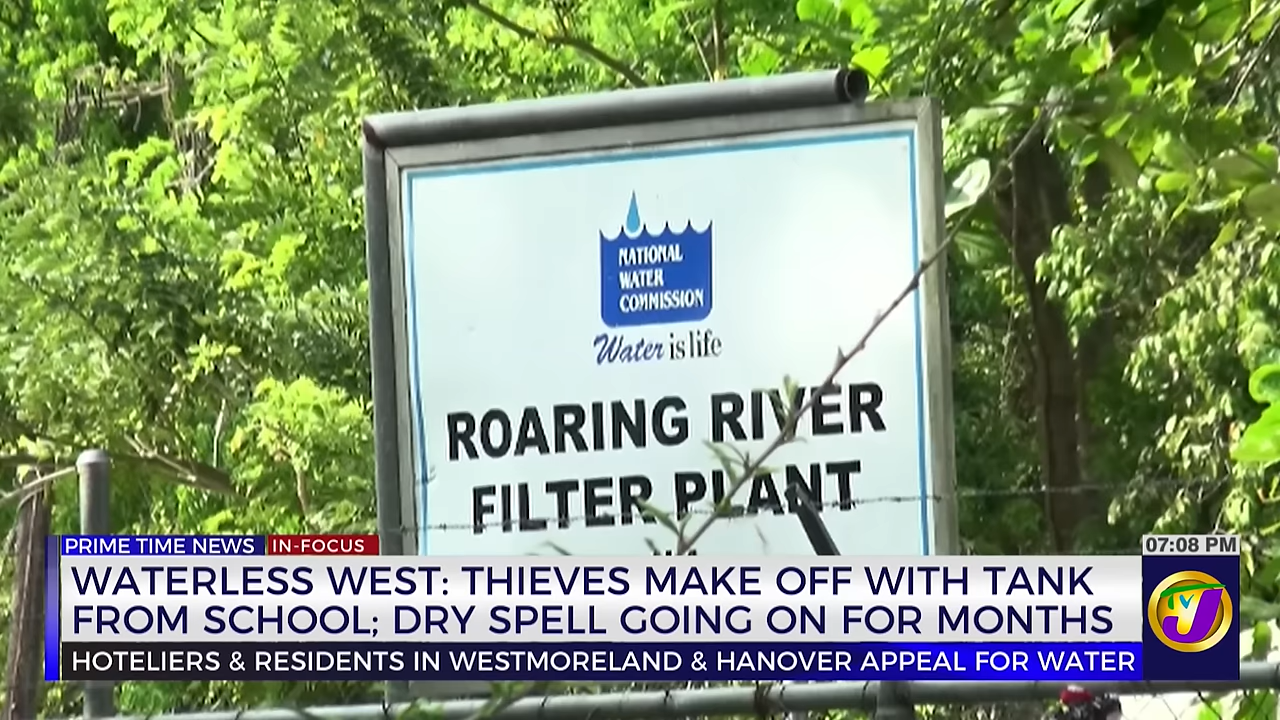 NATIONAL
WATER
COMMISSION
Water is life
ROARING RIVER
FILTER PLANT
PRIME TIME NEWS IN-FOCUS
07:08 PM
WATERLESS WEST: THIEVES MAKE OFF WITH TANK
FROM SCHOOL; DRY SPELL GOING ON FOR MONTHS
HOTELIERS & RESIDENTS IN WESTMORELAND & HANOVER APPEAL FOR WATER
TVJ